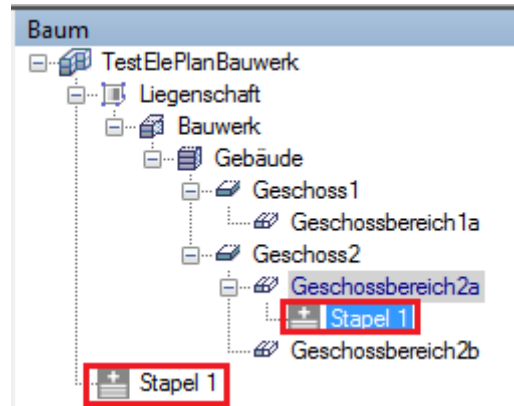 Baum
TestElePlanBauwerk
Liegenschaft
Bauwerk
Gebäude
Geschoss1
Geschossbereich1a
Geschoss2
Geschossbereich2a
Stapel 1
Geschossbereich2b
Stapel 1